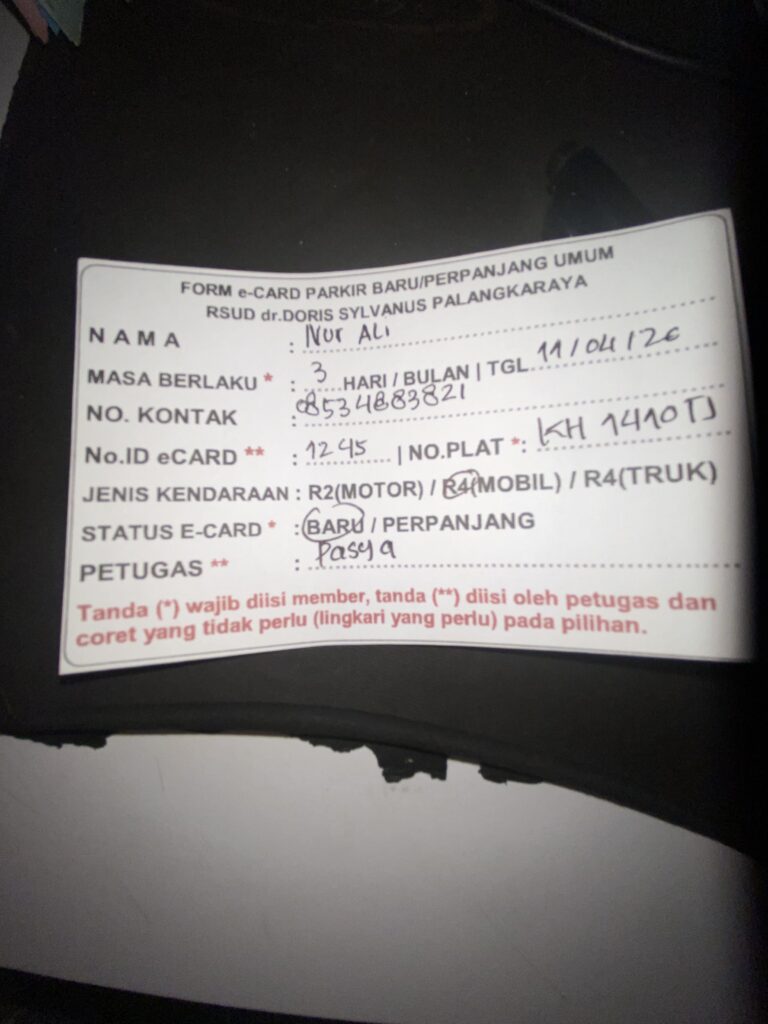 FORM e-CARD PARKIR BARU/PERPANJANG UMUM
RSUD dr.DORIS SYLVANUS PALANGKARAYA
NAMA : Nur Ali
MASA BERLAKU * : 3 HARI / BULAN | TGL 11/04/26
NO. KONTAK : 08534883821
No.ID eCARD ** : 1245 | NO.PLAT *: KH 1410 TJ
JENIS KENDARAAN : R2(MOTOR) / R4(MOBIL) / R4(TRUK)
STATUS E-CARD * : BARU / PERPANJANG
PETUGAS ** : Pasya
Tanda (*) wajib diisi member, tanda (**) diisi oleh petugas dan
coret yang tidak perlu (lingkari yang perlu) pada pilihan.